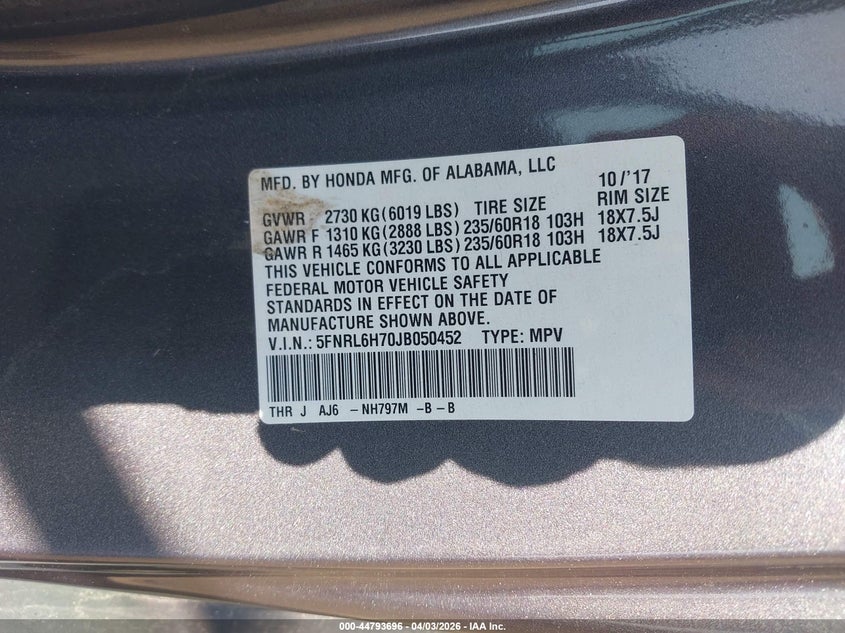 MFD. BY HONDA MFG. OF ALABAMA, LLC 10/'17
GVWR 2730 KG(6019 LBS) TIRE SIZE RIM SIZE
GAWR F 1310 KG(2888 LBS) 235/60R18 103H 18X7.5J
GAWR R 1465 KG(3230 LBS) 235/60R18 103H 18X7.5J
THIS VEHICLE CONFORMS TO ALL APPLICABLE
FEDERAL MOTOR VEHICLE SAFETY
STANDARDS IN EFFECT ON THE DATE OF
MANUFACTURE SHOWN ABOVE.
V.I.N.: 5FNRL6H70JB050452 TYPE: MPV
THR J AJ6 -NH797M -B-B
000-44793696 - 04/03/2026 - IAA Inc.